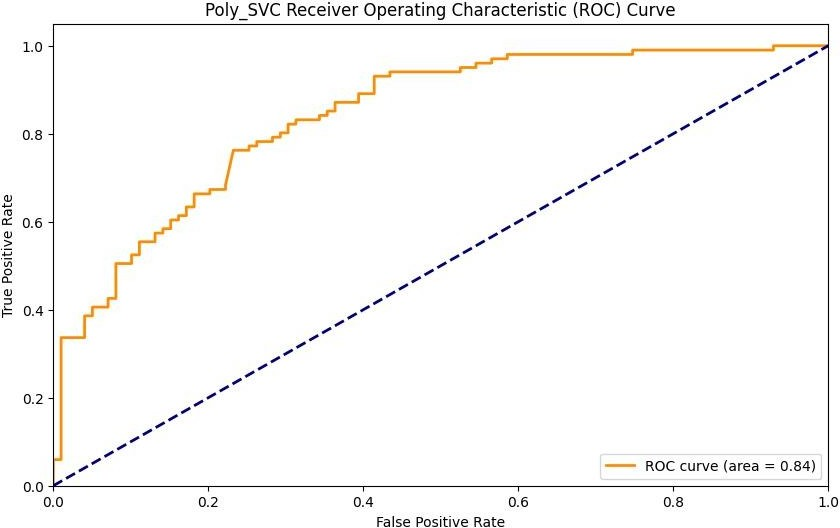 Poly_SVC Receiver Operating Characteristic (ROC) Curve
True Positive Rate
1.0
0.8
0.6
0.4
0.2
0.0
ROC curve (area = 0.84)
0.0 0.2 0.4 0.6 0.8 1.0
False Positive Rate